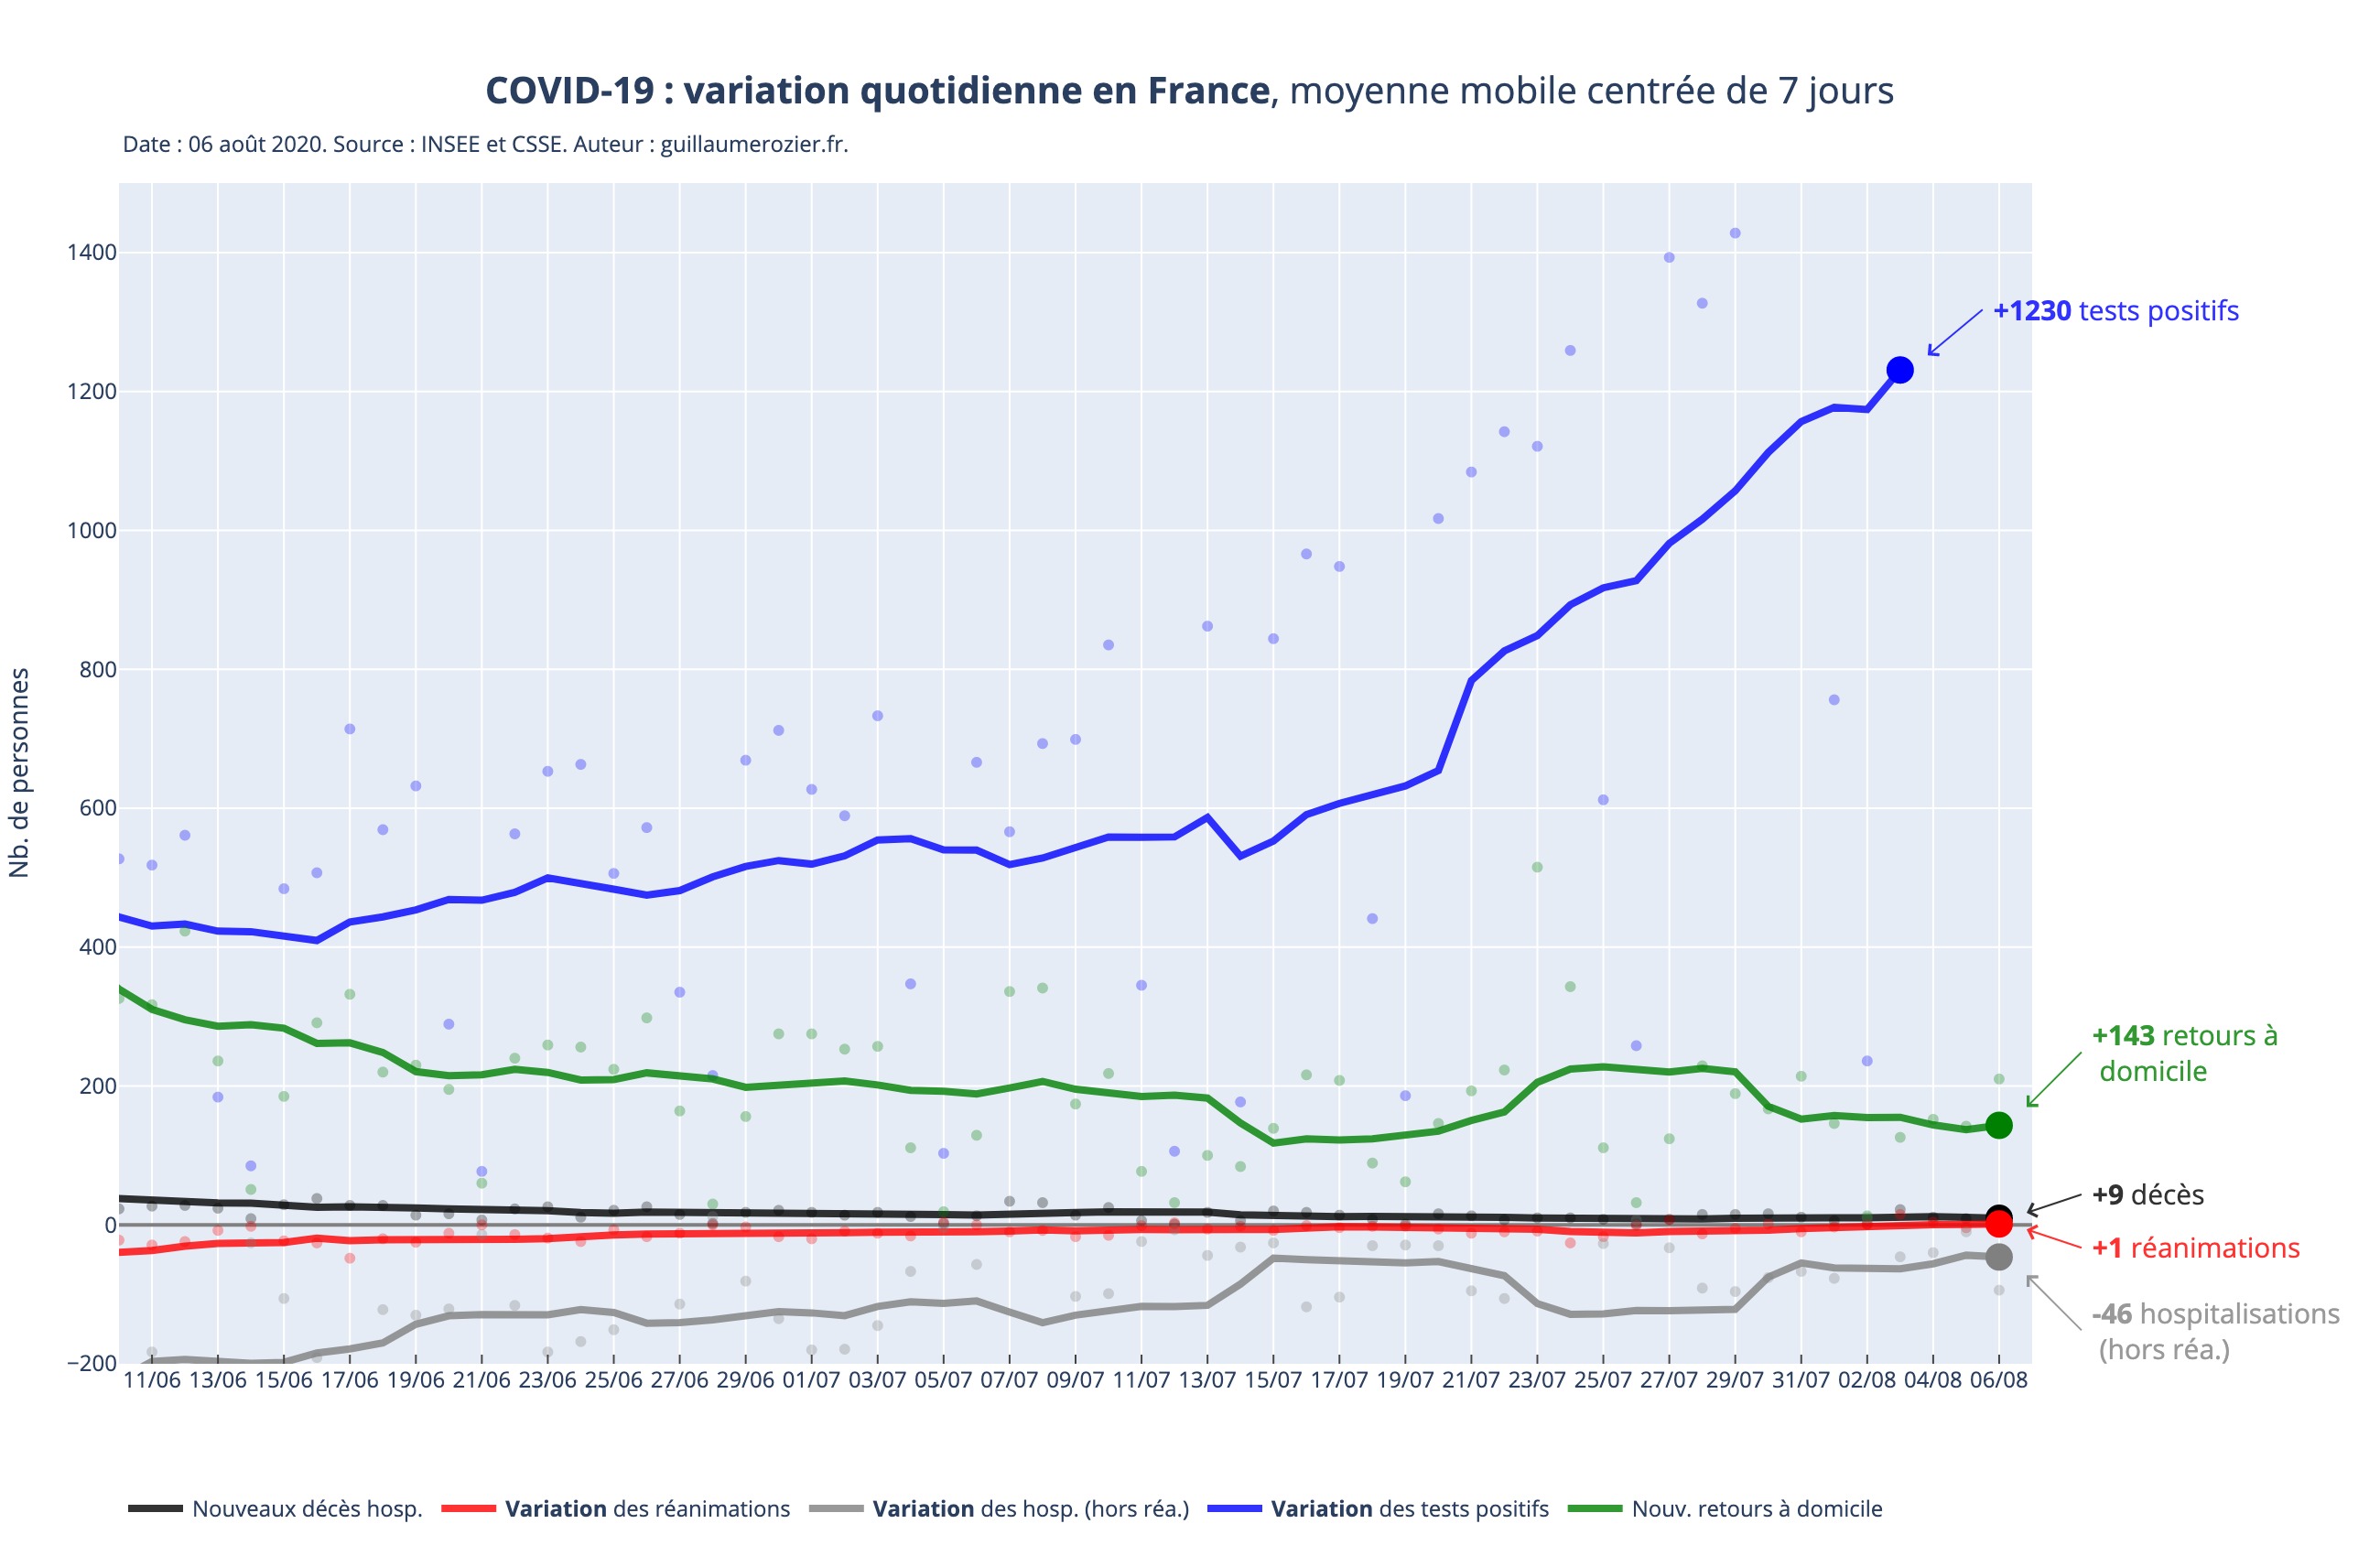 COVID-19 : variation quotidienne en France, moyenne mobile centrée de 7 jours
Date : 06 août 2020. Source : INSEE et CSSE. Auteur : guillaumerozier.fr.
Nb. de personnes
1400
1200
1000
800
600
400
200
0
−200
+1230 tests positifs
+143 retours à
domicile
+9 décès
+1 réanimations
-46 hospitalisations
(hors réa.)
11/06 13/06 15/06 17/06 19/06 21/06 23/06 25/06 27/06 29/06 01/07 03/07 05/07 07/07 09/07 11/07 13/07 15/07 17/07 19/07 21/07 23/07 25/07 27/07 29/07 31/07 02/08 04/08 06/08
Nouveaux décès hosp. Variation des réanimations Variation des hosp. (hors réa.) Variation des tests positifs Nouv. retours à domicile